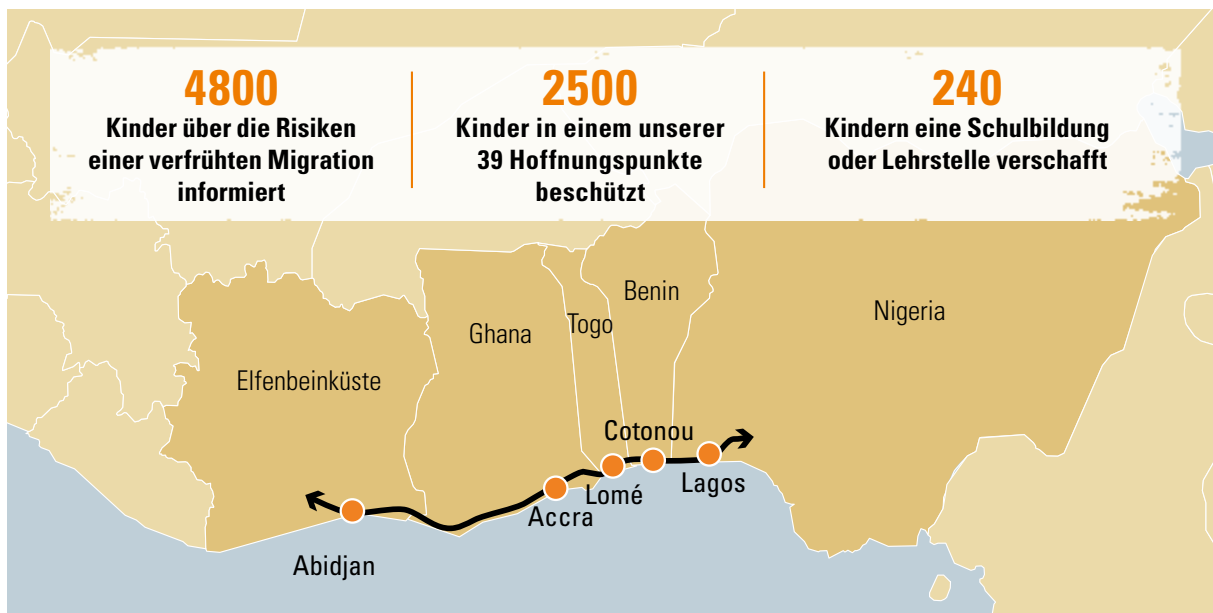 4800
Kinder über die Risiken
einer verfrühten Migration
informiert
2500
Kinder in einem unserer
39 Hoffnungspunkte
beschützt
240
Kindern eine Schulbildung
oder Lehrstelle verschafft
Benin
Nigeria
Ghana
Togo
Elfenbeinküste
Cotonou
Lomé
Lagos
Accra
Abidjan